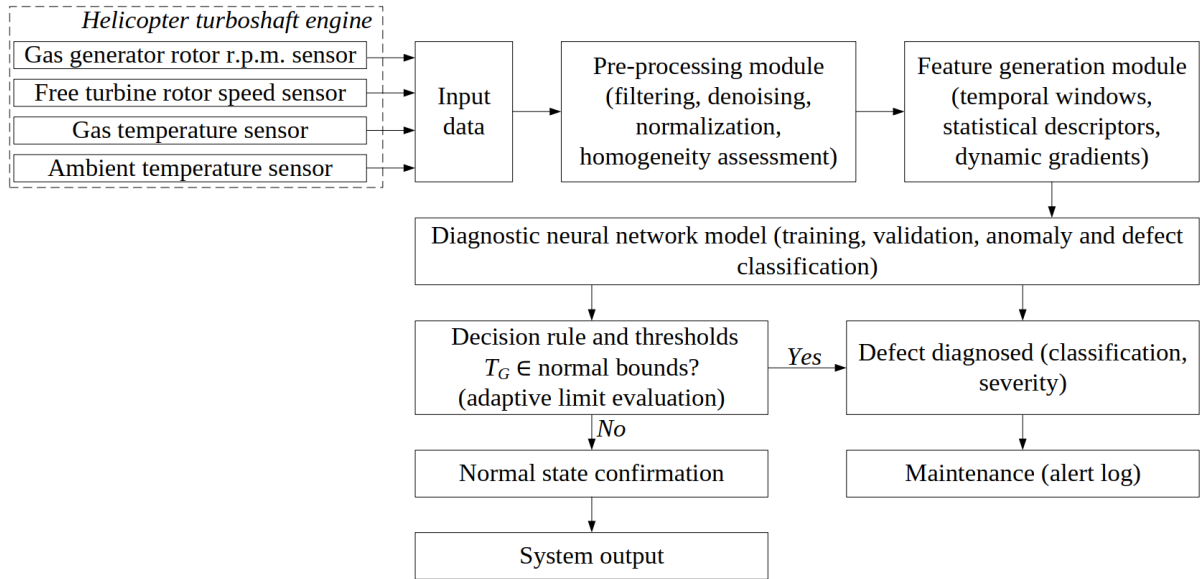 Helicopter turboshaft engine
Gas generator rotor r.p.m. sensor
Free turbine rotor speed sensor
Gas temperature sensor
Ambient temperature sensor
Input
data
Pre-processing module
(filtering, denoising,
normalization,
homogeneity assessment)
Feature generation module
(temporal windows,
statistical descriptors,
dynamic gradients)
Diagnostic neural network model (training, validation, anomaly and defect
classification)
Decision rule and thresholds
T_G ∈ normal bounds?
(adaptive limit evaluation)
Yes
Defect diagnosed (classification,
severity)
No
Normal state confirmation
Maintenance (alert log)
System output